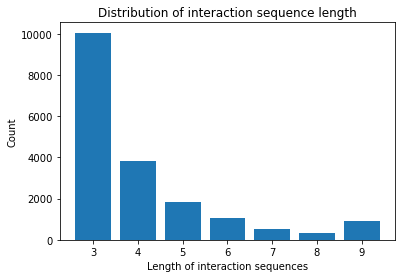 Distribution of interaction sequence length
Count
10000
8000
6000
4000
2000
0
3 4 5 6 7 8 9
Length of interaction sequences